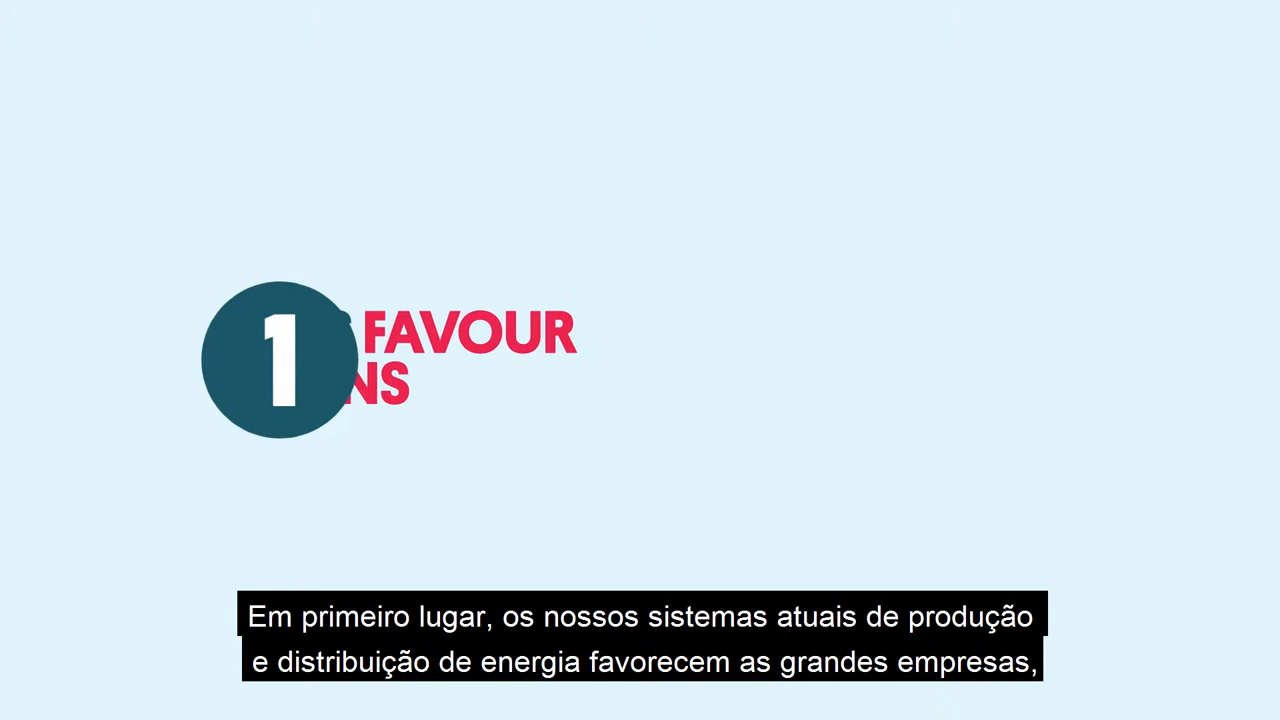 1
FAVOUR
NS
Em primeiro lugar, os nossos sistemas atuais de produção
e distribuição de energia favorecem as grandes empresas,